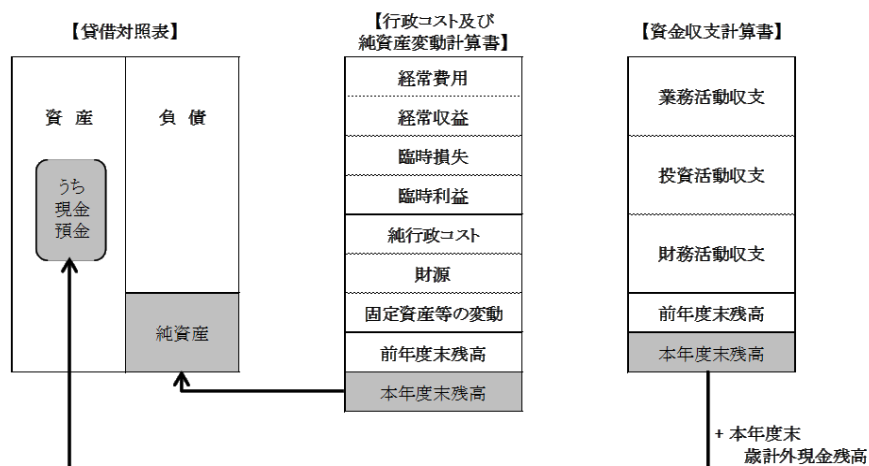 【貸借対照表】
資 産
負 債
うち
現金
預金
純資産
【行政コスト及び
純資産変動計算書】
経常費用
経常収益
臨時損失
臨時利益
純行政コスト
財源
固定資産等の変動
前年度末残高
本年度末残高
【資金収支計算書】
業務活動収支
投資活動収支
財務活動収支
前年度末残高
本年度末残高
+ 本年度末
歳計外現金残高